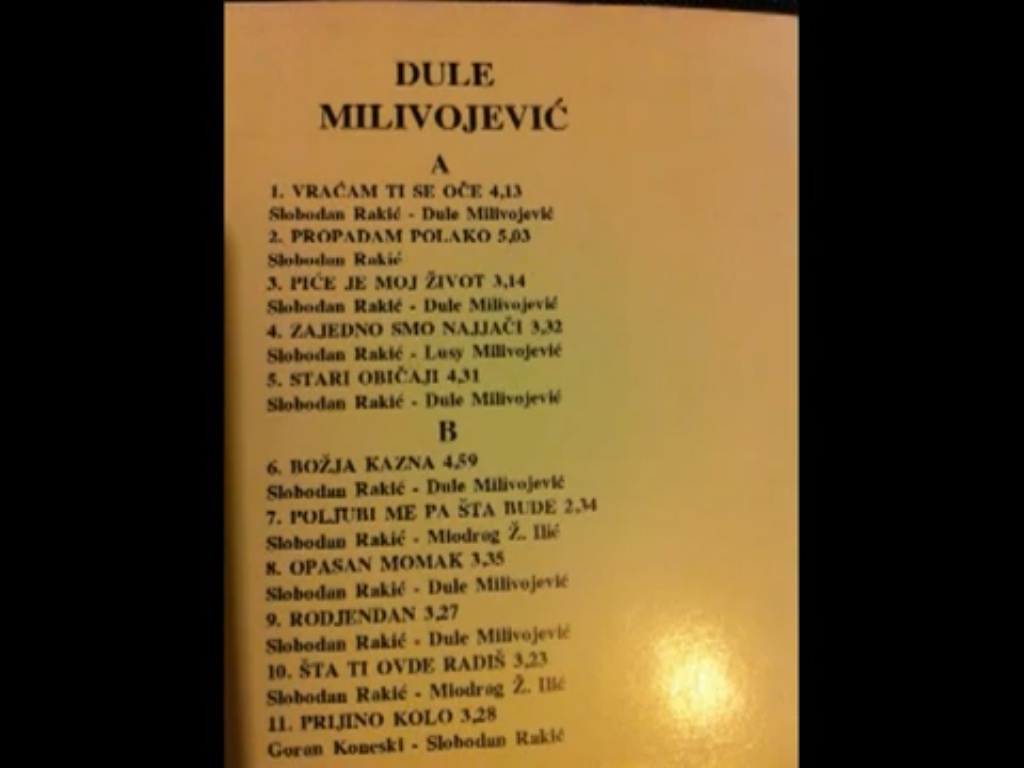 DULE
MILIVOJEVIĆ
A
1. VRAĆAM TI SE OČE 4,13
Slobodan Rakić - Dule Milivojević
2. PROPADAM POLAKO 5,03
Slobodan Rakić
3. PIĆE JE MOJ ŽIVOT 3,14
Slobodan Rakić - Dule Milivojević
4. ZAJEDNO SMO NAJJAČI 3,32
Slobodan Rakić - Lusy Milivojević
5. STARI OBIČAJI 4,31
Slobodan Rakić - Dule Milivojević
B
6. BOŽJA KAZNA 4,59
Slobodan Rakić - Dule Milivojević
7. POLJUBI ME PA ŠTA BUDE 2,34
Slobodan Rakić - Miodrog Ž. Ilić
8. OPASAN MOMAK 3,35
Slobodan Rakić - Dule Milivojević
9. RODJENDAN 3,27
Slobodan Rakić - Dule Milivojević
10. ŠTA TI OVDE RADIŠ 3,23
Slobodan Rakić - Miodrog Ž. Ilić
11. PRIJINO KOLO 3,28
Goran Koneski - Slobodan Rakić